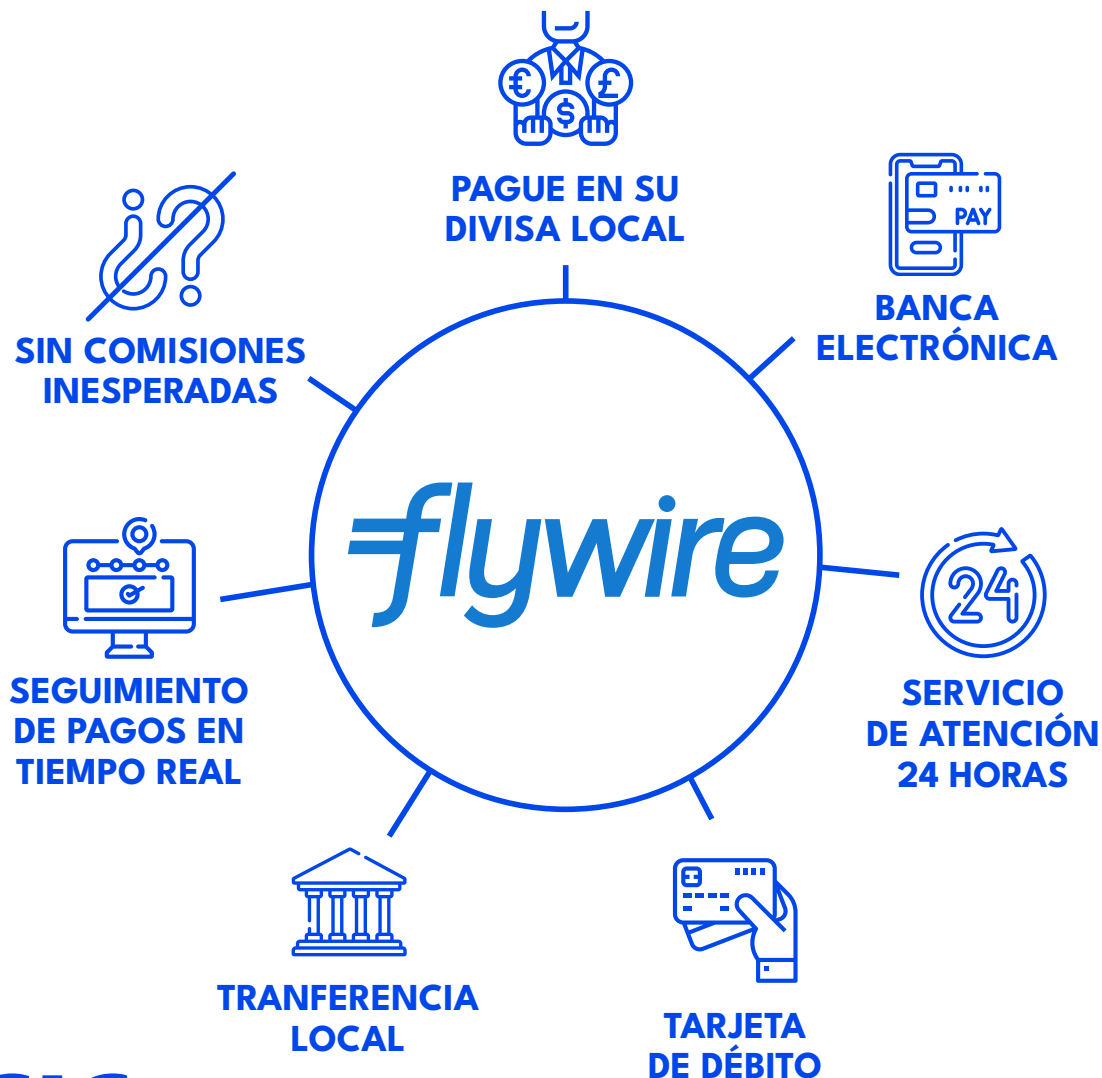 € £
$
PAGUE EN SU
DIVISA LOCAL
PAY
BANCA
ELECTRÓNICA
¿?
SIN COMISIONES
INESPERADAS
flywire
24
SEGUIMIENTO
DE PAGOS EN
TIEMPO REAL
SERVICIO
DE ATENCIÓN
24 HORAS
TRANFERENCIA
LOCAL
TARJETA
DE DÉBITO